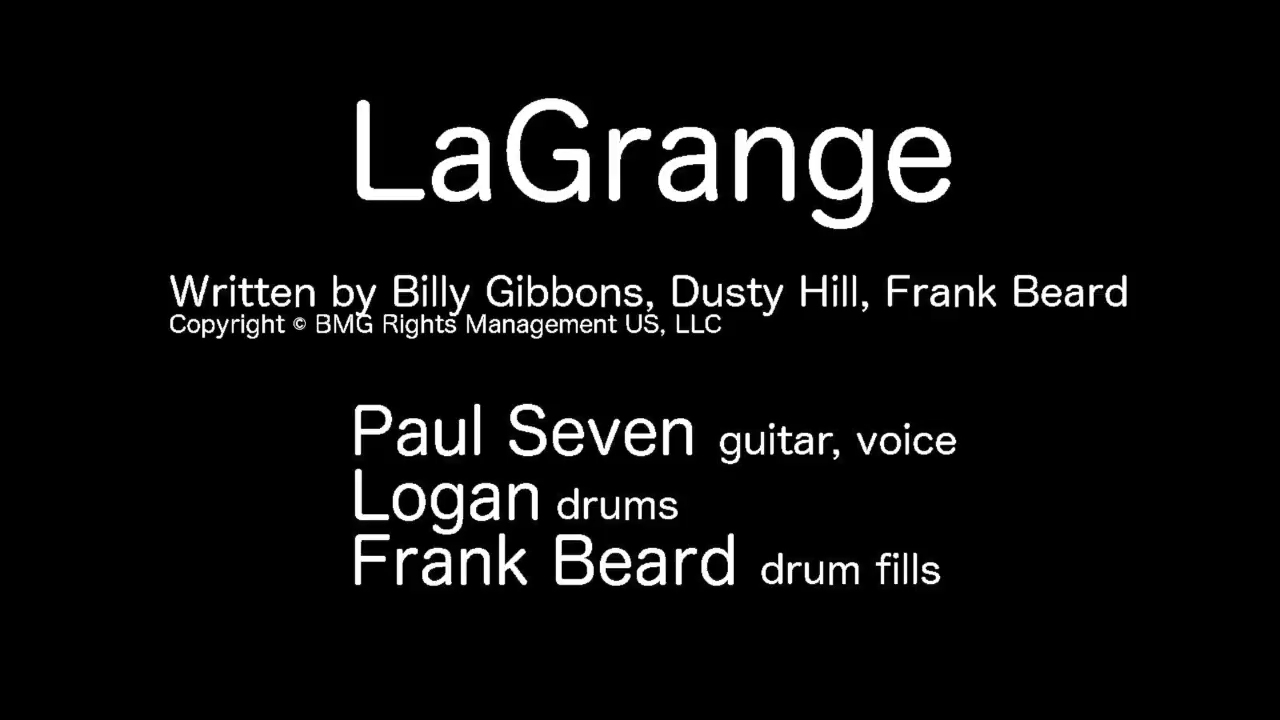 LaGrange
Written by Billy Gibbons, Dusty Hill, Frank Beard
Copyright © BMG Rights Management US, LLC
Paul Seven guitar, voice
Logan drums
Frank Beard drum fills